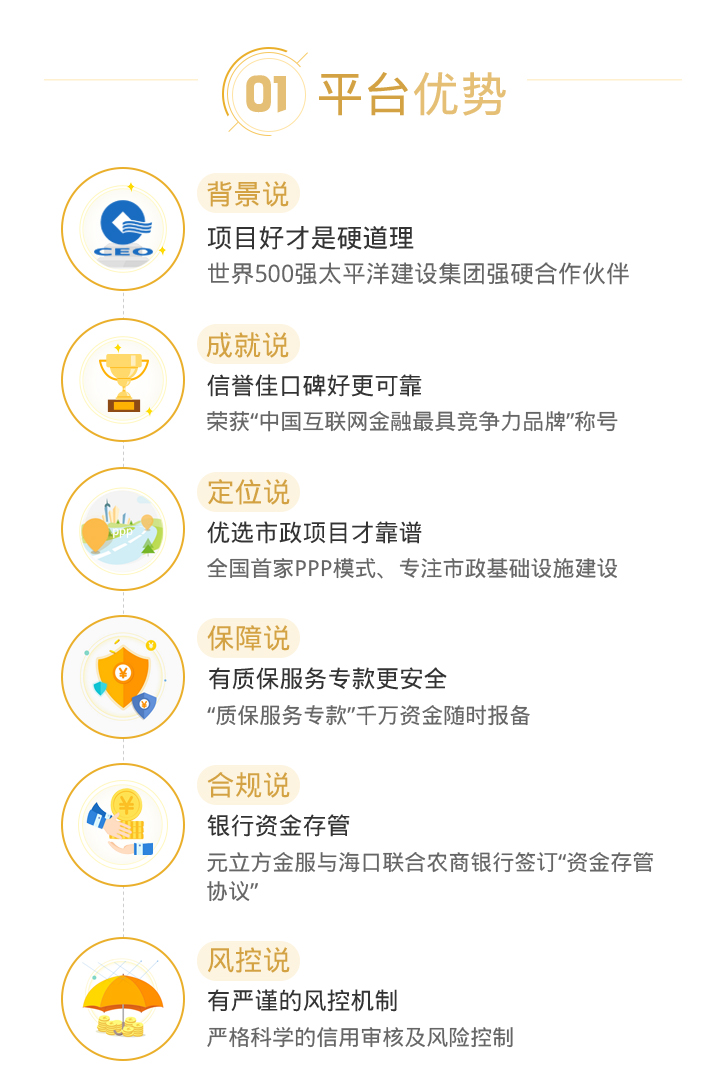 01 平台优势
背景说
CEO
项目好才是硬道理
世界500强太平洋建设集团强硬合作伙伴
成就说
信誉佳口碑好更可靠
荣获“中国互联网金融最具竞争力品牌”称号
定位说
PPP
优选市政项目才靠谱
全国首家PPP模式、专注市政基础设施建设
保障说
有质保服务专款更安全
“质保服务专款”千万资金随时报备
合规说
银行资金存管
元立方金服与海口联合农商银行签订“资金存管
协议”
风控说
有严谨的风控机制
严格科学的信用审核及风险控制